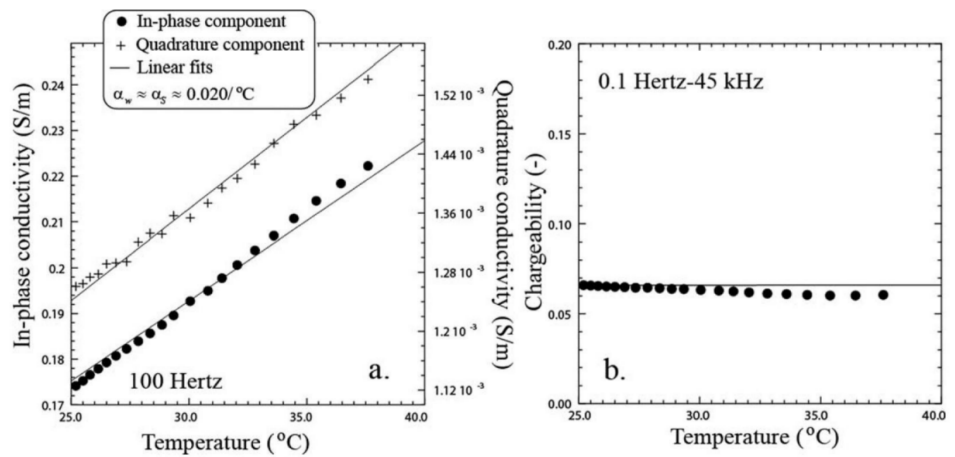 ● In-phase component
+ Quadrature component
— Linear fits
α_w ≈ α_S ≈ 0.020/ °C
In-phase conductivity (S/m)
0.24
0.23
0.22
0.21
0.2
0.19
0.18
0.17
25.0 30.0 35.0 40.0
Temperature (°C)
100 Hertz
a.
1.52 10⁻³
1.44 10⁻³
1.36 10⁻³
1.28 10⁻³
1.2 10⁻³
1.12 10⁻³
Quadrature conductivity (S/m)
Chargeability (-)
0.20
0.15
0.10
0.05
0.00
25.0 30.0 35.0 40.0
Temperature (°C)
0.1 Hertz-45 kHz
b.